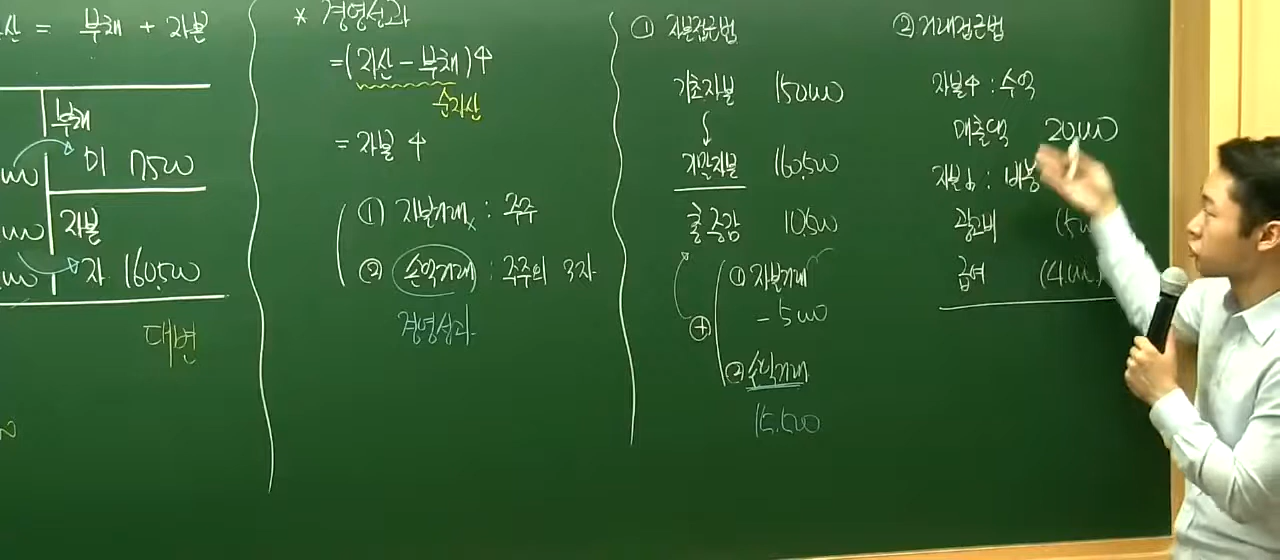 산 = 부채 + 자본
부채
미 17,500
자본
자 160,500
대변
* 경영성과
= (자산 - 부채) ↑
순자산
= 자본 ↑
① 자본거래 : 주주
② 손익거래 : 주주외 3자
경영성과
① 자본접근법
기초자본 150,000
기말자본 160,500
총 증감 10,500
① 자본거래
- 5,000
⊕
② 손익거래
15,500
② 거래접근법
자본↑ : 수익
매출액 20,000
자본↓ : 비용
광고비 (500
급여 (4,000)